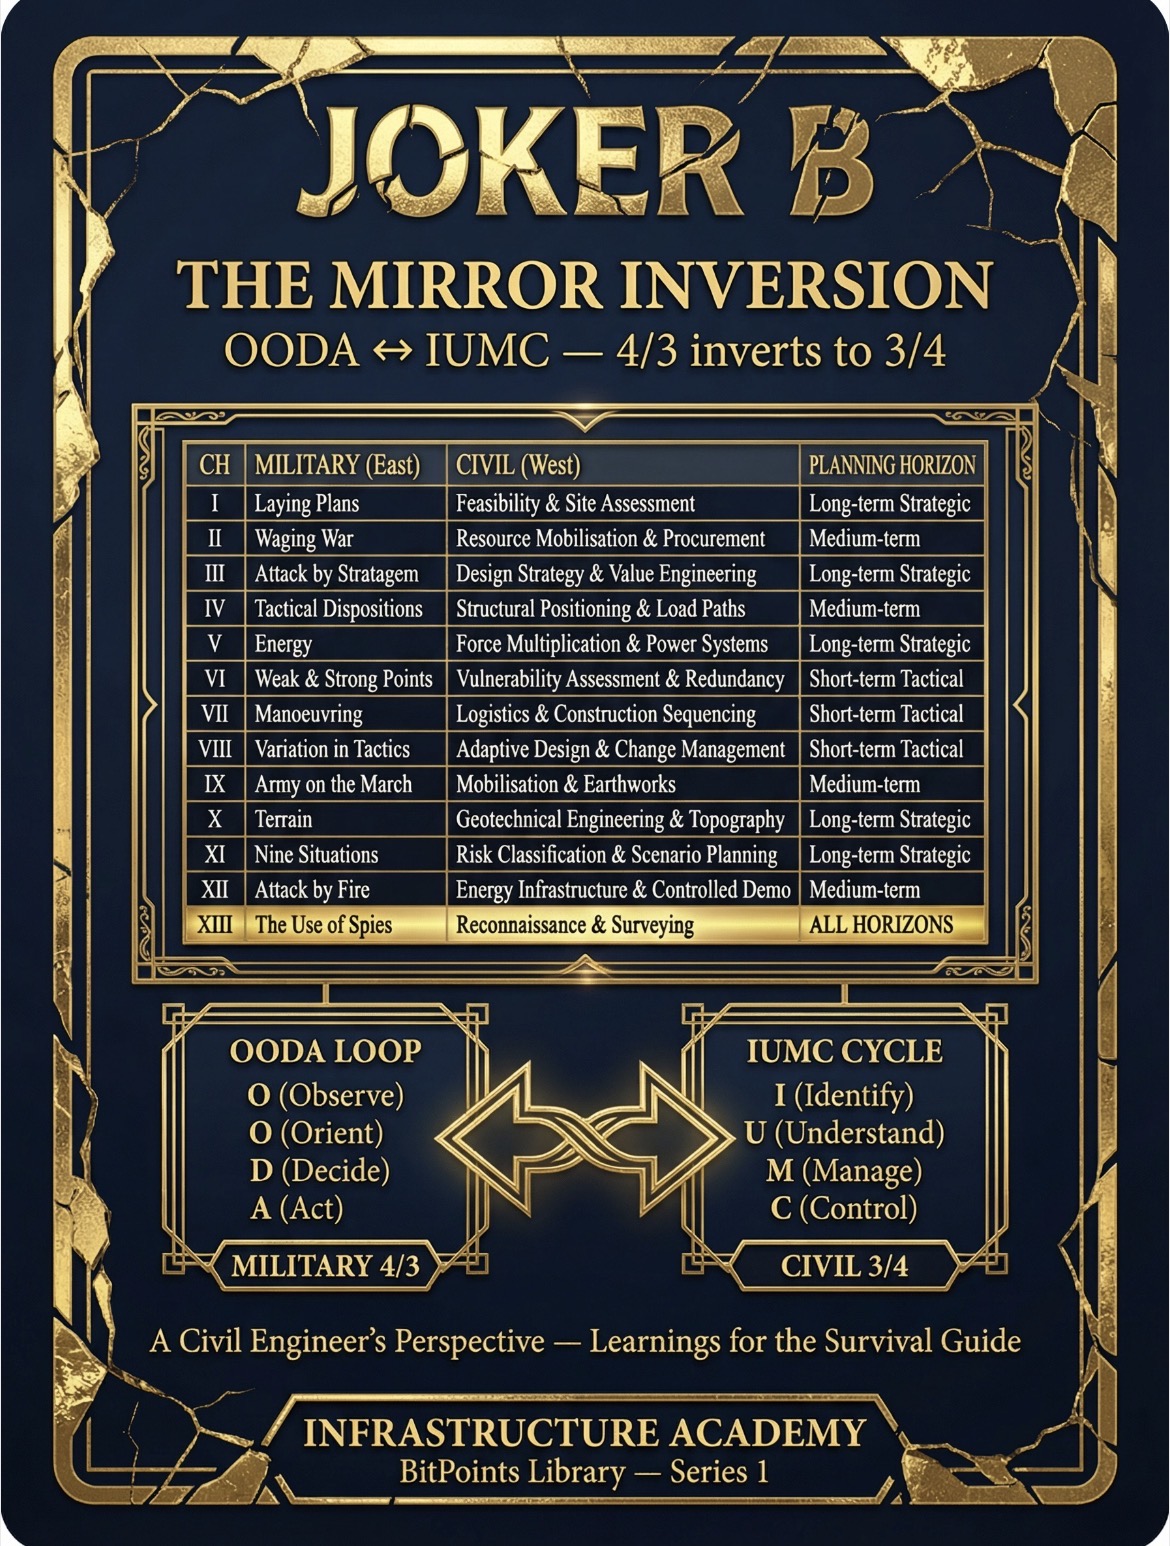 JOKER B
THE MIRROR INVERSION
OODA ↔ IUMC — 4/3 inverts to 3/4
CH MILITARY (East) CIVIL (West) PLANNING HORIZON
I Laying Plans Feasibility & Site Assessment Long-term Strategic
II Waging War Resource Mobilisation & Procurement Medium-term
III Attack by Stratagem Design Strategy & Value Engineering Long-term Strategic
IV Tactical Dispositions Structural Positioning & Load Paths Medium-term
V Energy Force Multiplication & Power Systems Long-term Strategic
VI Weak & Strong Points Vulnerability Assessment & Redundancy Short-term Tactical
VII Manoeuvring Logistics & Construction Sequencing Short-term Tactical
VIII Variation in Tactics Adaptive Design & Change Management Short-term Tactical
IX Army on the March Mobilisation & Earthworks Medium-term
X Terrain Geotechnical Engineering & Topography Long-term Strategic
XI Nine Situations Risk Classification & Scenario Planning Long-term Strategic
XII Attack by Fire Energy Infrastructure & Controlled Demo Medium-term
XIII The Use of Spies Reconnaissance & Surveying ALL HORIZONS
OODA LOOP
O (Observe)
O (Orient)
D (Decide)
A (Act)
MILITARY 4/3
IUMC CYCLE
I (Identify)
U (Understand)
M (Manage)
C (Control)
CIVIL 3/4
A Civil Engineer's Perspective — Learnings for the Survival Guide
INFRASTRUCTURE ACADEMY
BitPoints Library — Series 1